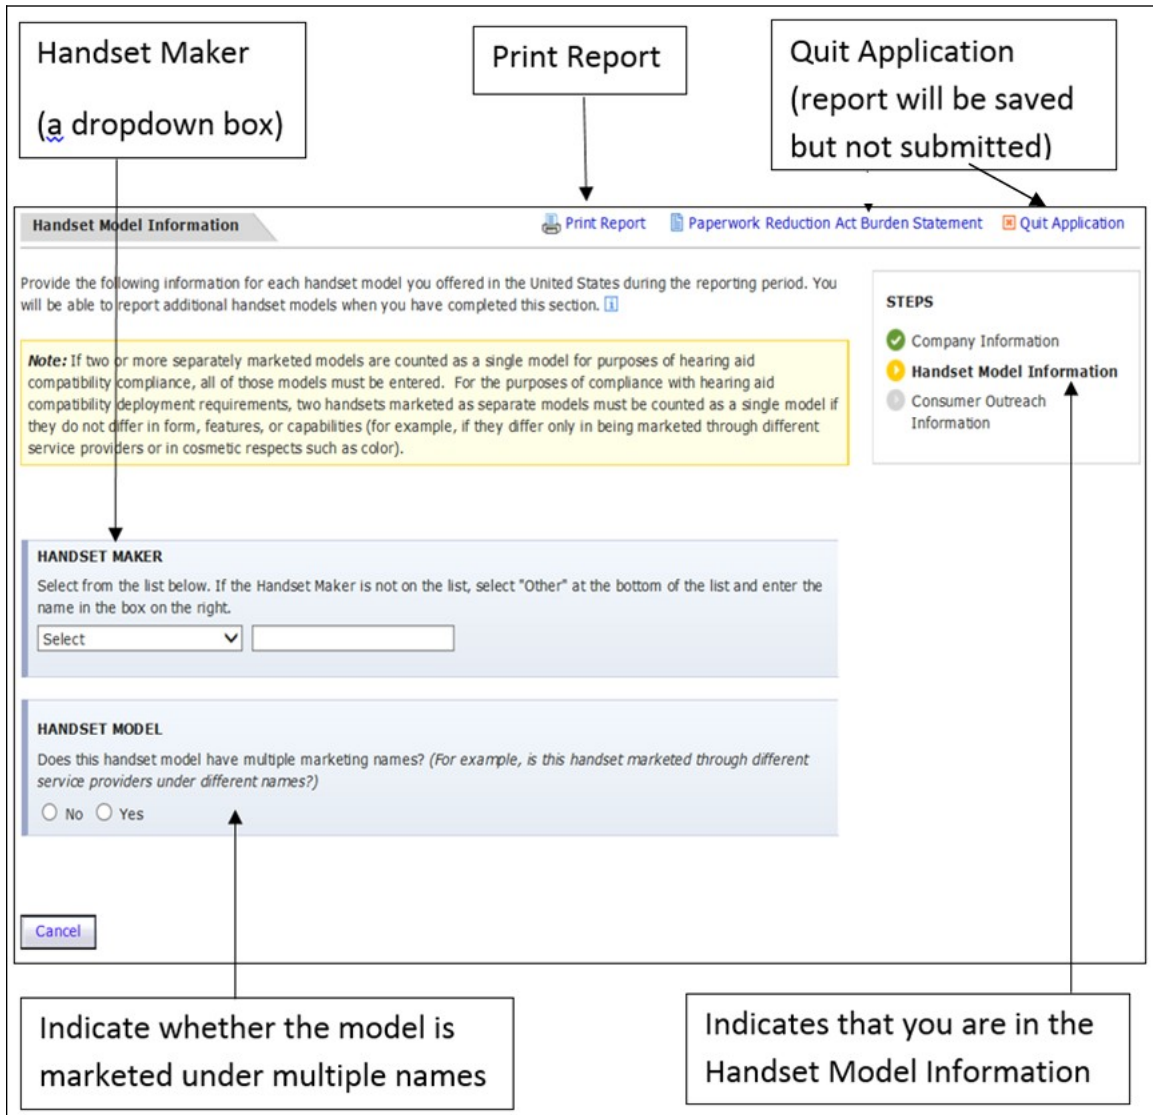 Handset Maker
(a dropdown box)
Print Report
Quit Application
(report will be saved
but not submitted)
Handset Model Information
Print Report
Paperwork Reduction Act Burden Statement
Quit Application
Provide the following information for each handset model you offered in the United States during the reporting period. You
will be able to report additional handset models when you have completed this section. i
Note: If two or more separately marketed models are counted as a single model for purposes of hearing aid
compatibility compliance, all of those models must be entered. For the purposes of compliance with hearing aid
compatibility deployment requirements, two handsets marketed as separate models must be counted as a single model if
they do not differ in form, features, or capabilities (for example, if they differ only in being marketed through different
service providers or in cosmetic respects such as color).
STEPS
Company Information
Handset Model Information
Consumer Outreach
Information
HANDSET MAKER
Select from the list below. If the Handset Maker is not on the list, select "Other" at the bottom of the list and enter the
name in the box on the right.
Select
HANDSET MODEL
Does this handset model have multiple marketing names? (For example, is this handset marketed through different
service providers under different names?)
No Yes
Cancel
Indicate whether the model is
marketed under multiple names
Indicates that you are in the
Handset Model Information